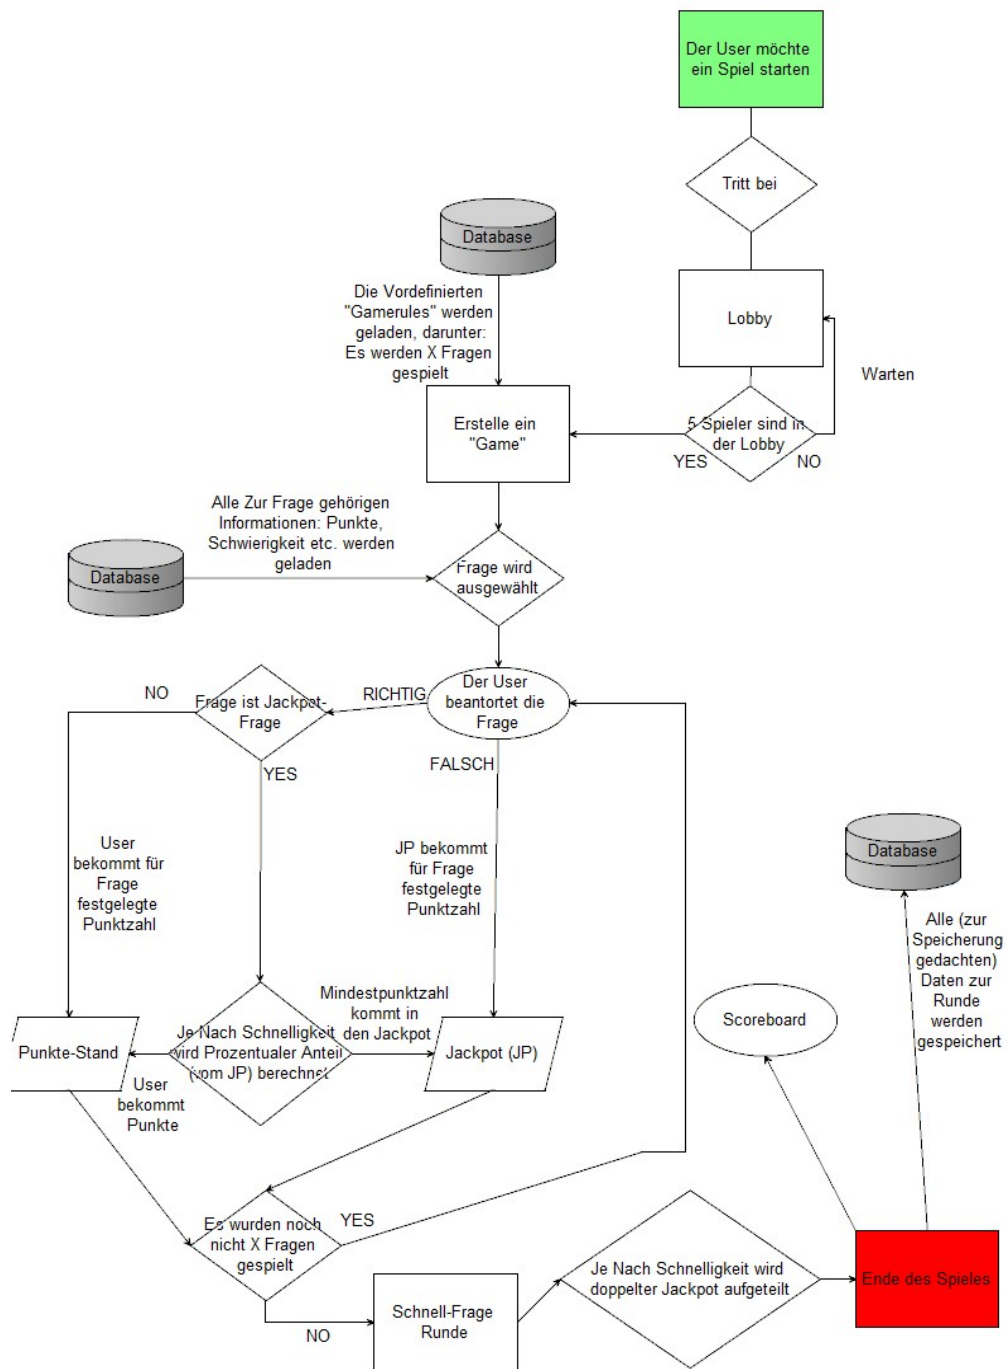 Der User möchte
ein Spiel starten
Tritt bei
Database
Die Vordefinierten
"Gamerules" werden
geladen, darunter:
Es werden X Fragen
gespielt
Lobby
Warten
Erstelle ein
"Game"
5 Spieler sind in
der Lobby
YES
NO
Alle Zur Frage gehörigen
Informationen: Punkte,
Schwierigkeit etc. werden
geladen
Database
Frage wird
ausgewählt
NO
Frage ist Jackpot-
Frage
RICHTIG
Der User
beantortet die
Frage
YES
FALSCH
User
bekommt für
Frage
festgelegte
Punktzahl
JP bekommt
für Frage
festgelegte
Punktzahl
Database
Alle (zur
Speicherung
gedachten)
Daten zur
Runde
werden
gespeichert
Mindestpunktzahl
kommt in
den Jackpot
Scoreboard
Punkte-Stand
Je Nach Schnelligkeit
wird Prozentualer Anteil
(vom JP) berechnet
Jackpot (JP)
User
bekommt
Punkte
Es wurden noch
nicht X Fragen
gespielt
YES
NO
Schnell-Frage
Runde
Je Nach Schnelligkeit wird
doppelter Jackpot aufgeteilt
Ende des Spieles